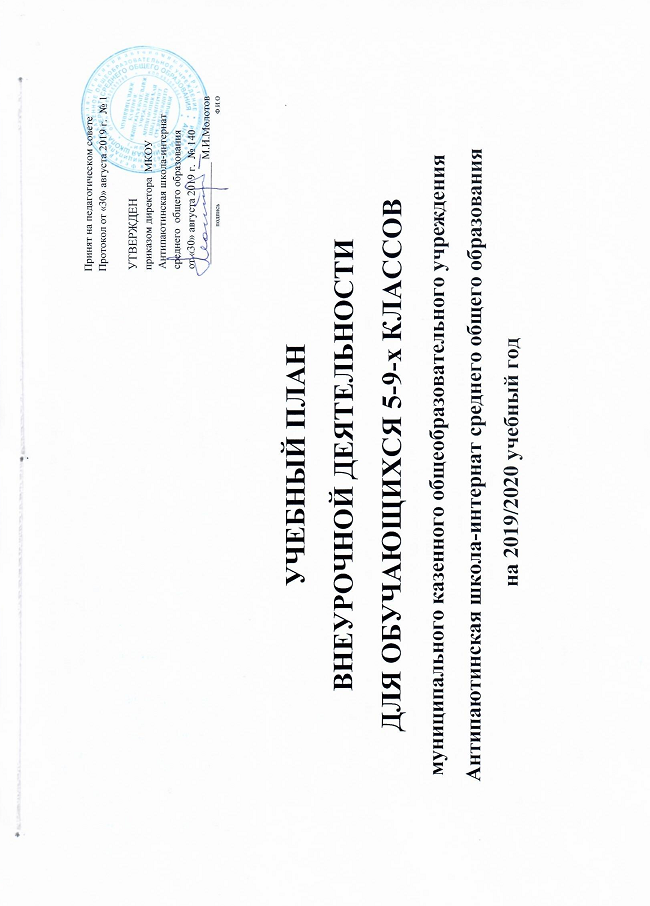 Принят на педагогическом совете
Протокол от «30» августа 2019 г. № 1
УТВЕРЖДЕН
приказом директора МКОУ
Антипаютинская школа-интернат
среднего общего образования
от «30» августа 2019 г. № 140
М.И.Молотов
подпись
Ф И О
УЧЕБНЫЙ ПЛАН
ВНЕУРОЧНОЙ ДЕЯТЕЛЬНОСТИ
ДЛЯ ОБУЧАЮЩИХСЯ 5-9-х КЛАССОВ
муниципального казенного общеобразовательного учреждения
Антипаютинская школа-интернат среднего общего образования
на 2019/2020 учебный год